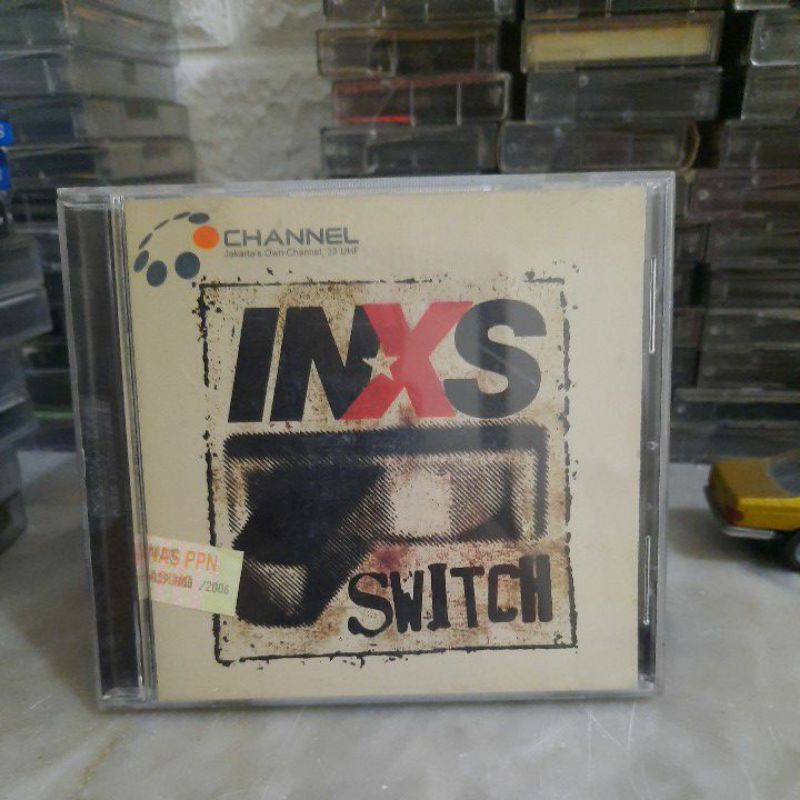 CHANNEL
Jakarta's Own Channel, 33 UHF
INXS
SWITCH
NAS PPN
/2006